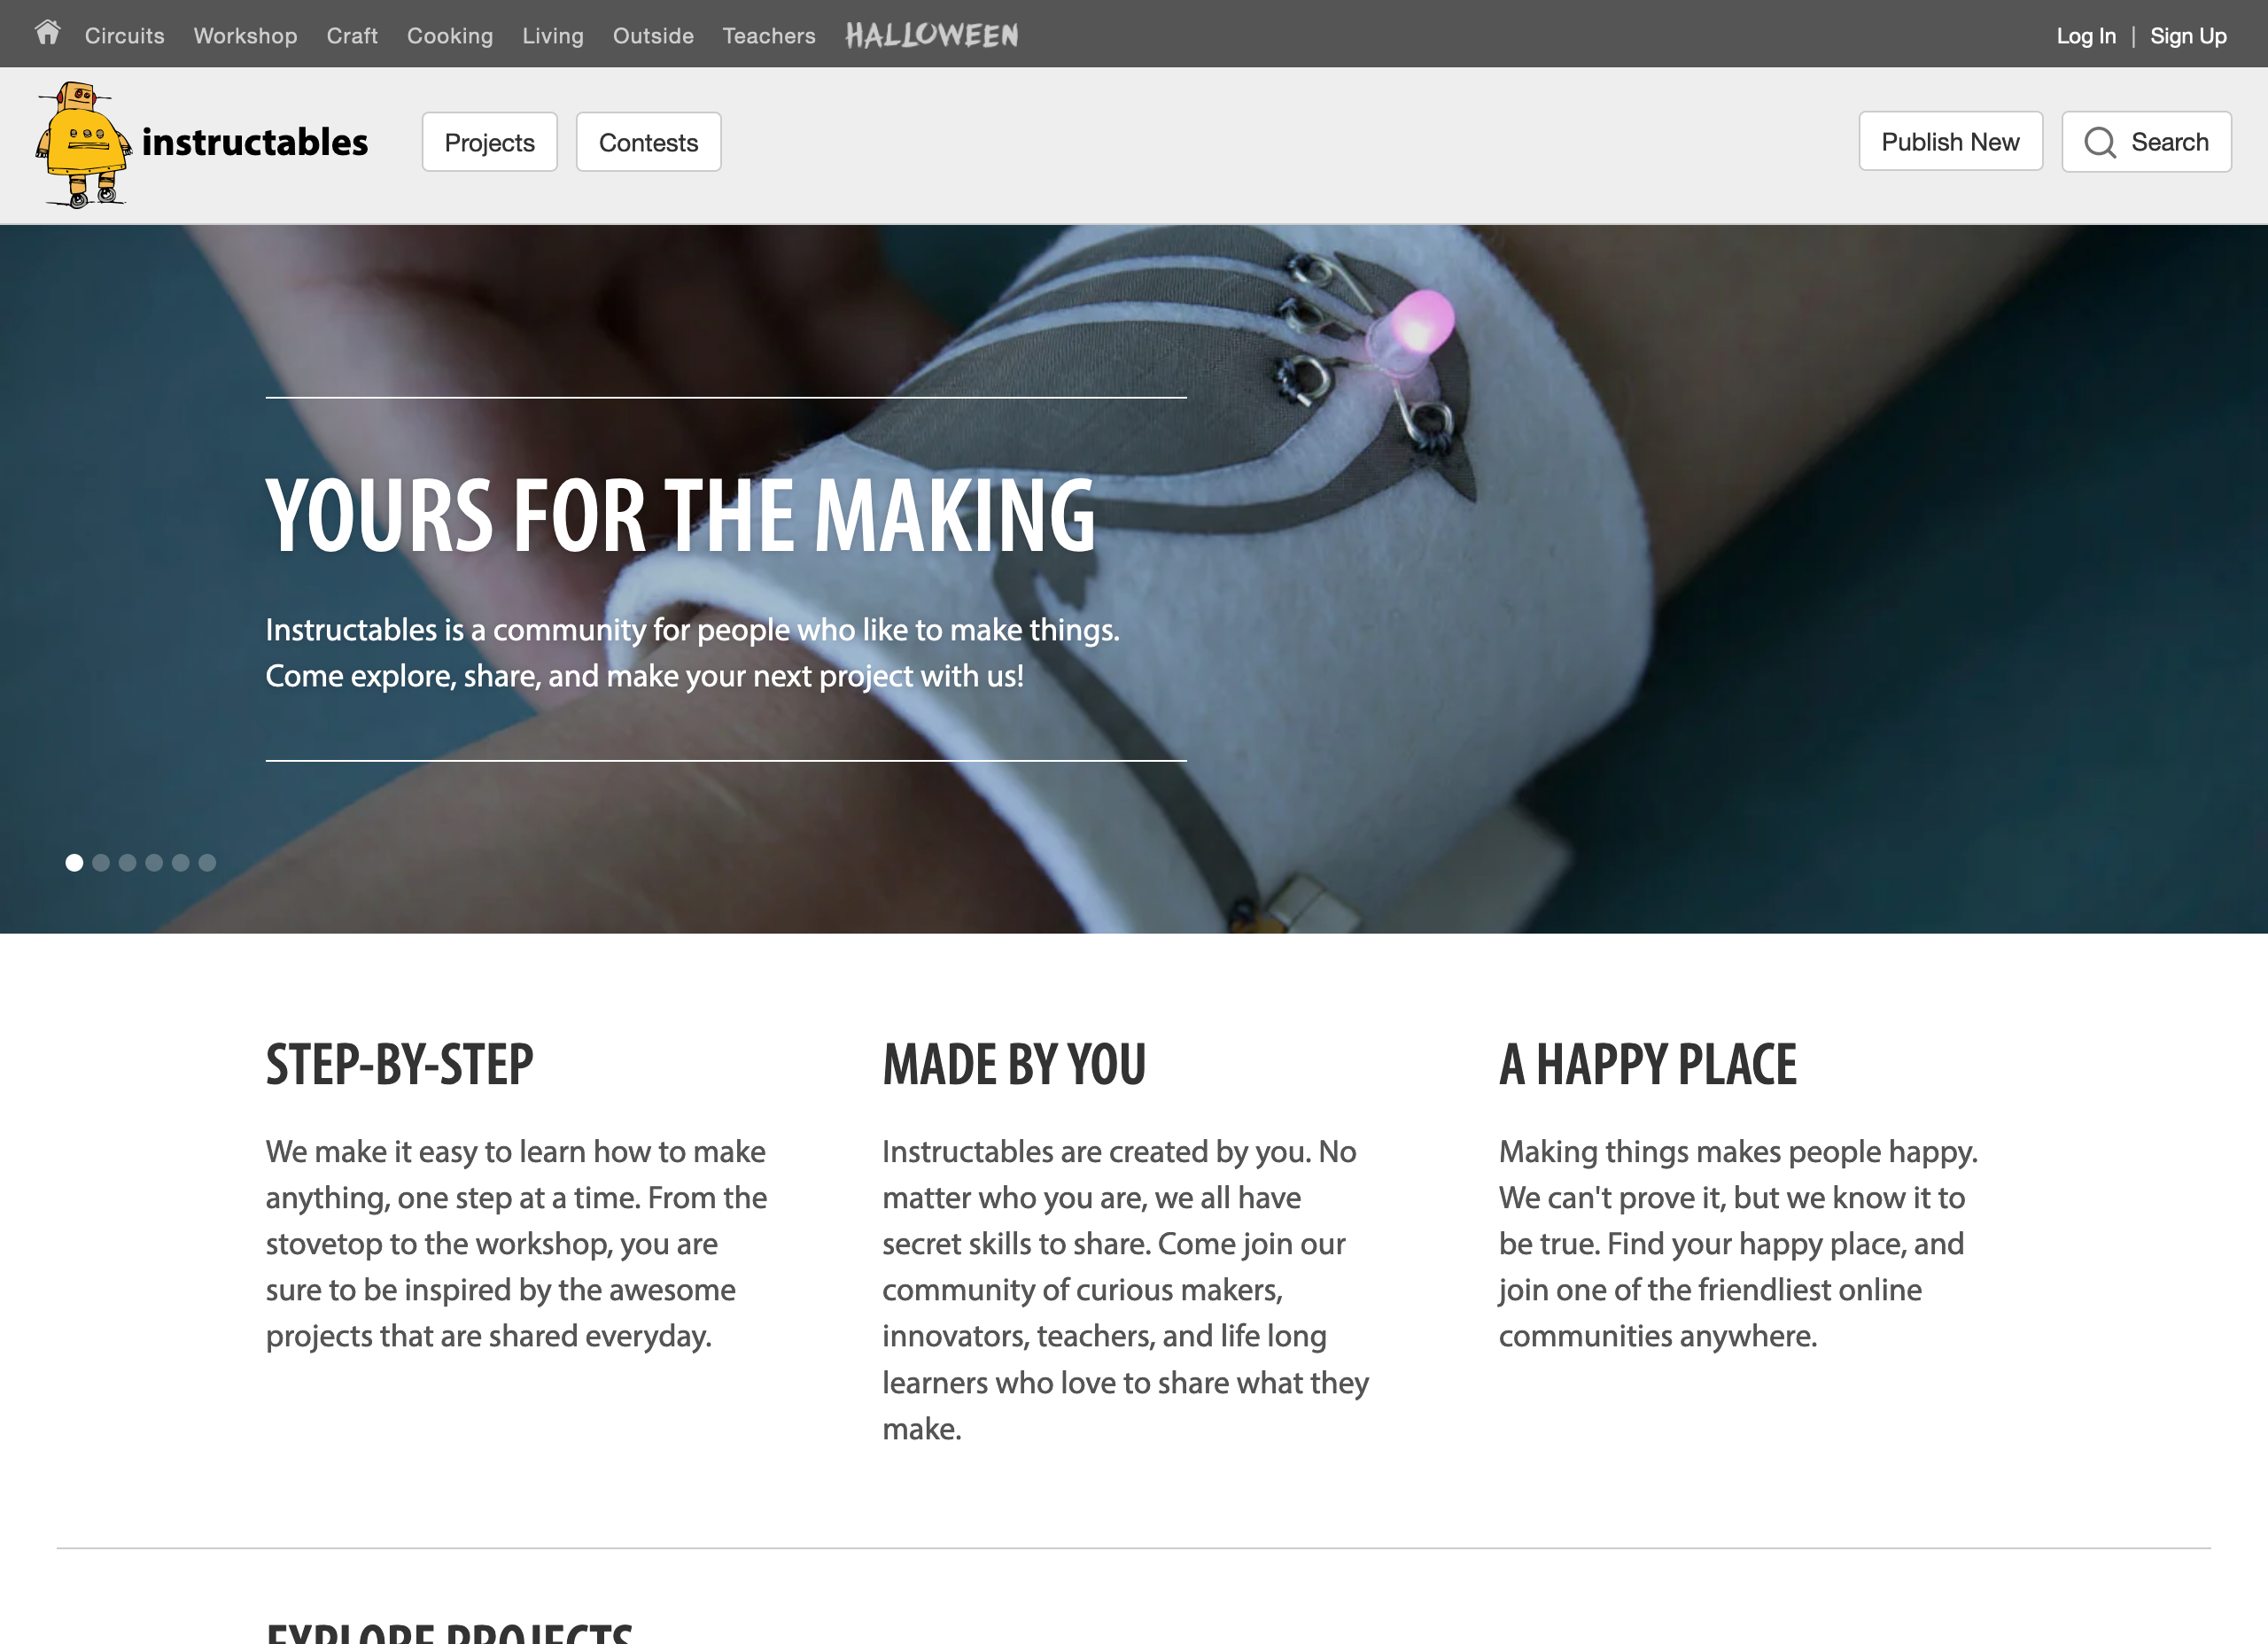 Circuits Workshop Craft Cooking Living Outside Teachers HALLOWEEN Log In | Sign Up
instructables Projects Contests Publish New Search
YOURS FOR THE MAKING
Instructables is a community for people who like to make things.
Come explore, share, and make your next project with us!
STEP-BY-STEP
We make it easy to learn how to make
anything, one step at a time. From the
stovetop to the workshop, you are
sure to be inspired by the awesome
projects that are shared everyday.
MADE BY YOU
Instructables are created by you. No
matter who you are, we all have
secret skills to share. Come join our
community of curious makers,
innovators, teachers, and life long
learners who love to share what they
make.
A HAPPY PLACE
Making things makes people happy.
We can't prove it, but we know it to
be true. Find your happy place, and
join one of the friendliest online
communities anywhere.
EXPLORE PROJECTS